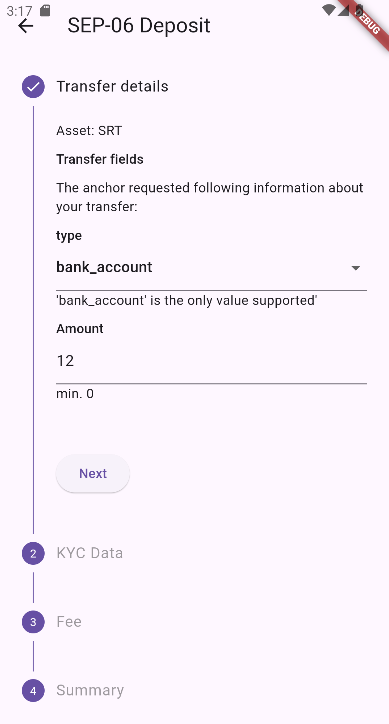 3:17
SEP-06 Deposit
DEBUG
Transfer details
Asset: SRT
Transfer fields
The anchor requested following information about
your transfer:
type
bank_account
'bank_account' is the only value supported'
Amount
12
min. 0
Next
2 KYC Data
3 Fee
4 Summary